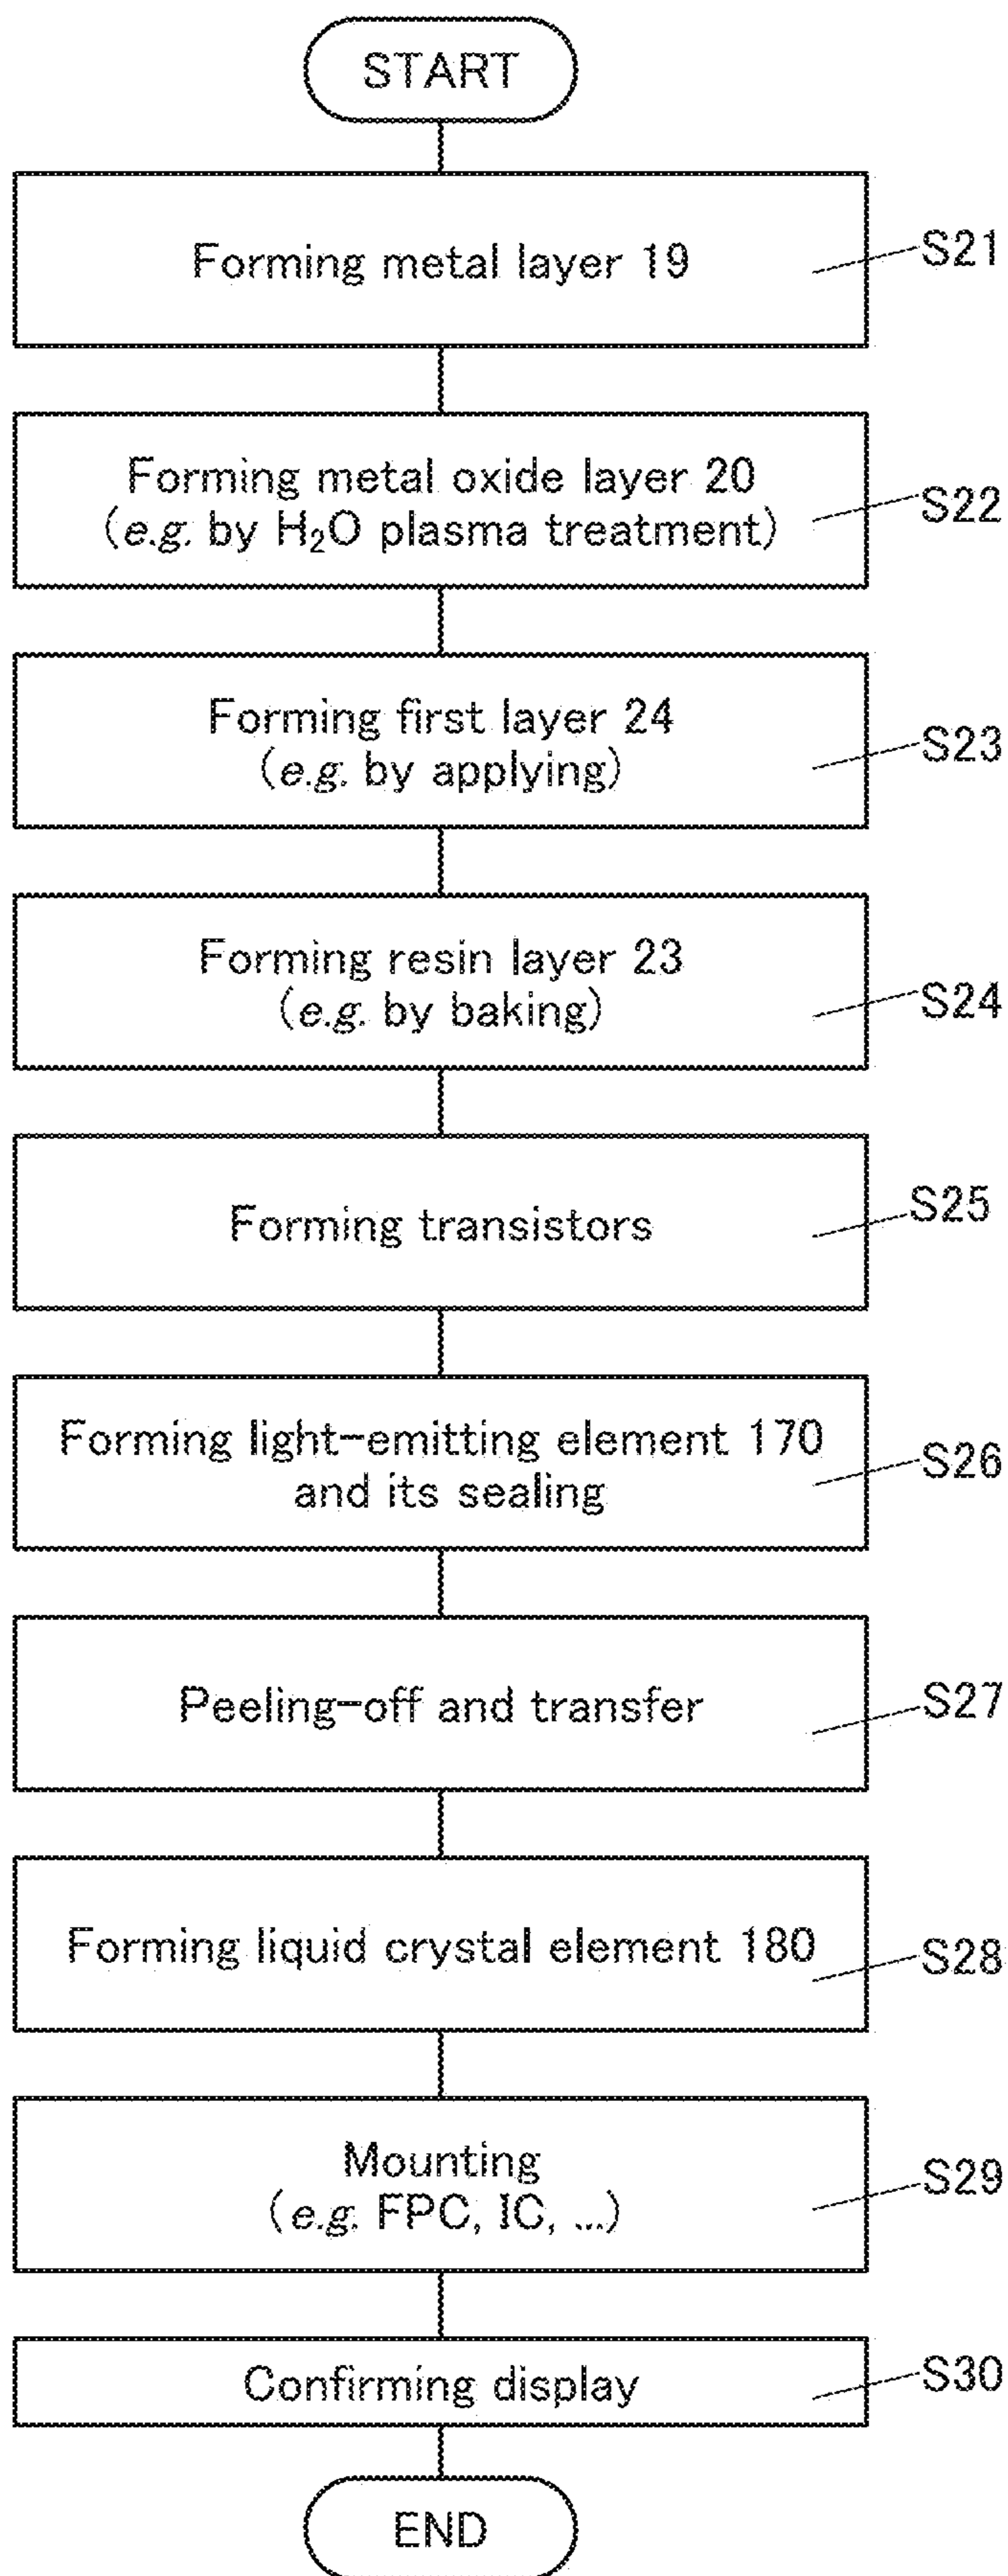 START
Forming metal layer 19
S21
Forming metal oxide layer 20
(e.g. by H₂O plasma treatment)
S22
Forming first layer 24
(e.g. by applying)
S23
Forming resin layer 23
(e.g. by baking)
S24
Forming transistors
S25
Forming light-emitting element 170
and its sealing
S26
Peeling-off and transfer
S27
Forming liquid crystal element 180
S28
Mounting
(e.g. FPC, IC, ...)
S29
Confirming display
S30
END